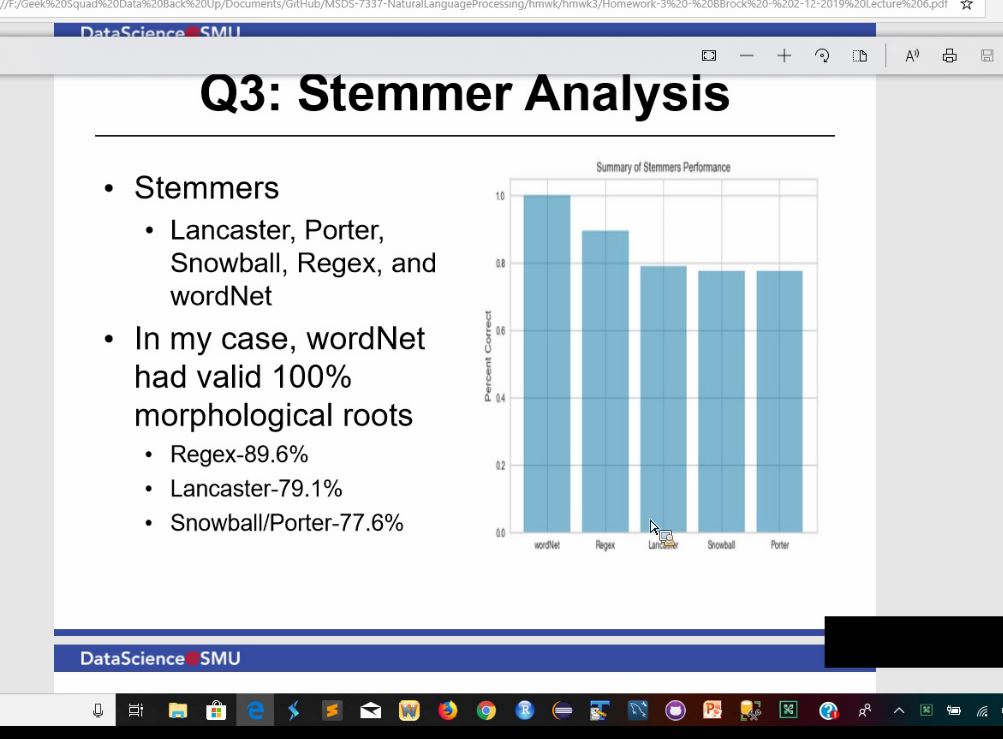 //F:/Geek%20Squad%20Data%20Back%20Up/Documents/GitHub/MSDS-7337-NaturalLanguageProcessing/hmwk/hmwk3/Homework-3%20-%20BBrock%20-%202-12-2019%20Lecture%206.pdf
DataScience@SMU
Q3: Stemmer Analysis
• Stemmers
• Lancaster, Porter,
Snowball, Regex, and
wordNet
• In my case, wordNet
had valid 100%
morphological roots
• Regex-89.6%
• Lancaster-79.1%
• Snowball/Porter-77.6%
Summary of Stemmers Performance
Percent Correct
1.0
0.8
0.6
0.4
0.2
0.0
wordNet Regex Lancaster Snowball Porter
DataScience@SMU